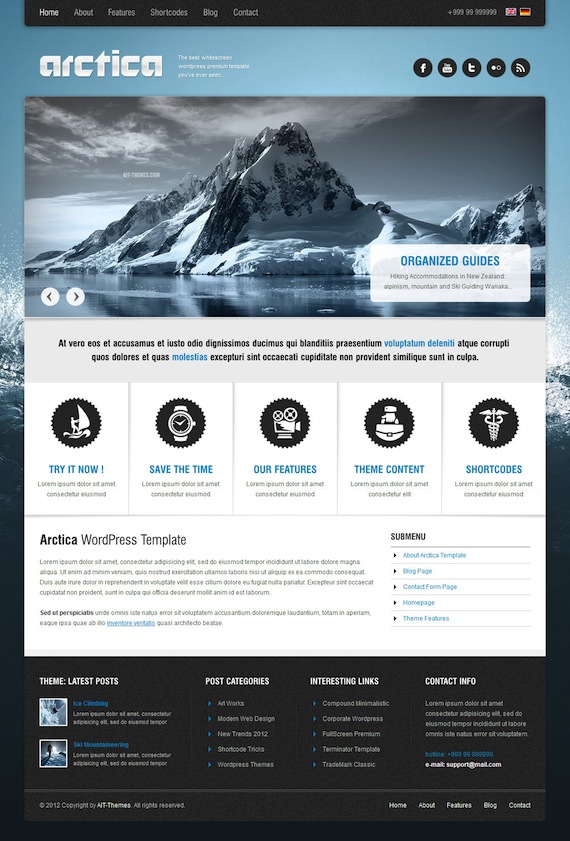 Home About Features Shortcodes Blog Contact +999 99 999999
arctica
The best whitescreen
wordpress premium template
you've ever seen...
AIT-THEMES.COM
ORGANIZED GUIDES
Hiking Accommodations in New Zealand:
alpinism, mountain and Ski Guiding Wanaka...
At vero eos et accusamus et iusto odio dignissimos ducimus qui blanditiis praesentium voluptatum deleniti atque corrupti
quos dolores et quas molestias excepturi sint occaecati cupiditate non provident similique sunt in culpa.
TRY IT NOW !
Lorem ipsum dolor sit amet
consectetur eiusmod
SAVE THE TIME
Lorem ipsum dolor sit amet
consectetur eiusmod
OUR FEATURES
Lorem ipsum dolor sit amet
consectetur eiusmod
THEME CONTENT
Lorem ipsum dolor sit amet
consectetur elit
SHORTCODES
Lorem ipsum dolor sit amet
consectetur eiusmod
Arctica WordPress Template
Lorem ipsum dolor sit amet, consectetur adipisicing elit, sed do eiusmod tempor incididunt ut labore dolore magna
aliqua. Ut enim ad minim veniam, quis nostrud exercitation ullamco laboris nisi ut aliquip ex ea commodo consequat.
Duis aute irure dolor in reprehenderit in voluptate velit esse cillum dolore eu fugiat nulla pariatur. Excepteur sint occaecat
cupidatat non proident, sunt in culpa qui officia deserunt mollit anim id est laborum.
Sed ut perspiciatis unde omnis iste natus error sit voluptatem accusantium doloremque laudantium, totam in aperiam,
eaque ipsa quae ab illo inventore veritatis quasi architecto beatae.
SUBMENU
About Arctica Template
Blog Page
Contact Form Page
Homepage
Theme Features
THEME: LATEST POSTS
Ice Climbing
Lorem ipsum dolor sit amet, consectetur
adipisicing elit, sed do eiusmod tempor
Ski Mountaineering
Lorem ipsum dolor sit amet, consectetur
adipisicing elit, sed do eiusmod tempor
POST CATEGORIES
Art Works
Modern Web Design
New Trends 2012
Shortcode Tricks
Wordpress Themes
INTERESTING LINKS
Compound Minimalistic
Corporate Wordpress
FullScreen Premium
Terminator Template
TradeMark Classic
CONTACT INFO
Lorem ipsum dolor sit amet,
consectetur adipisicing elit, sed do
eiusmod tempor incididunt ut labore
omnis iste natus error sit voluptatem.
hotline: +999 99 999999
e-mail: support@mail.com
© 2012 Copyright by AIT-Themes. All rights reserved.
Home About Features Blog Contact